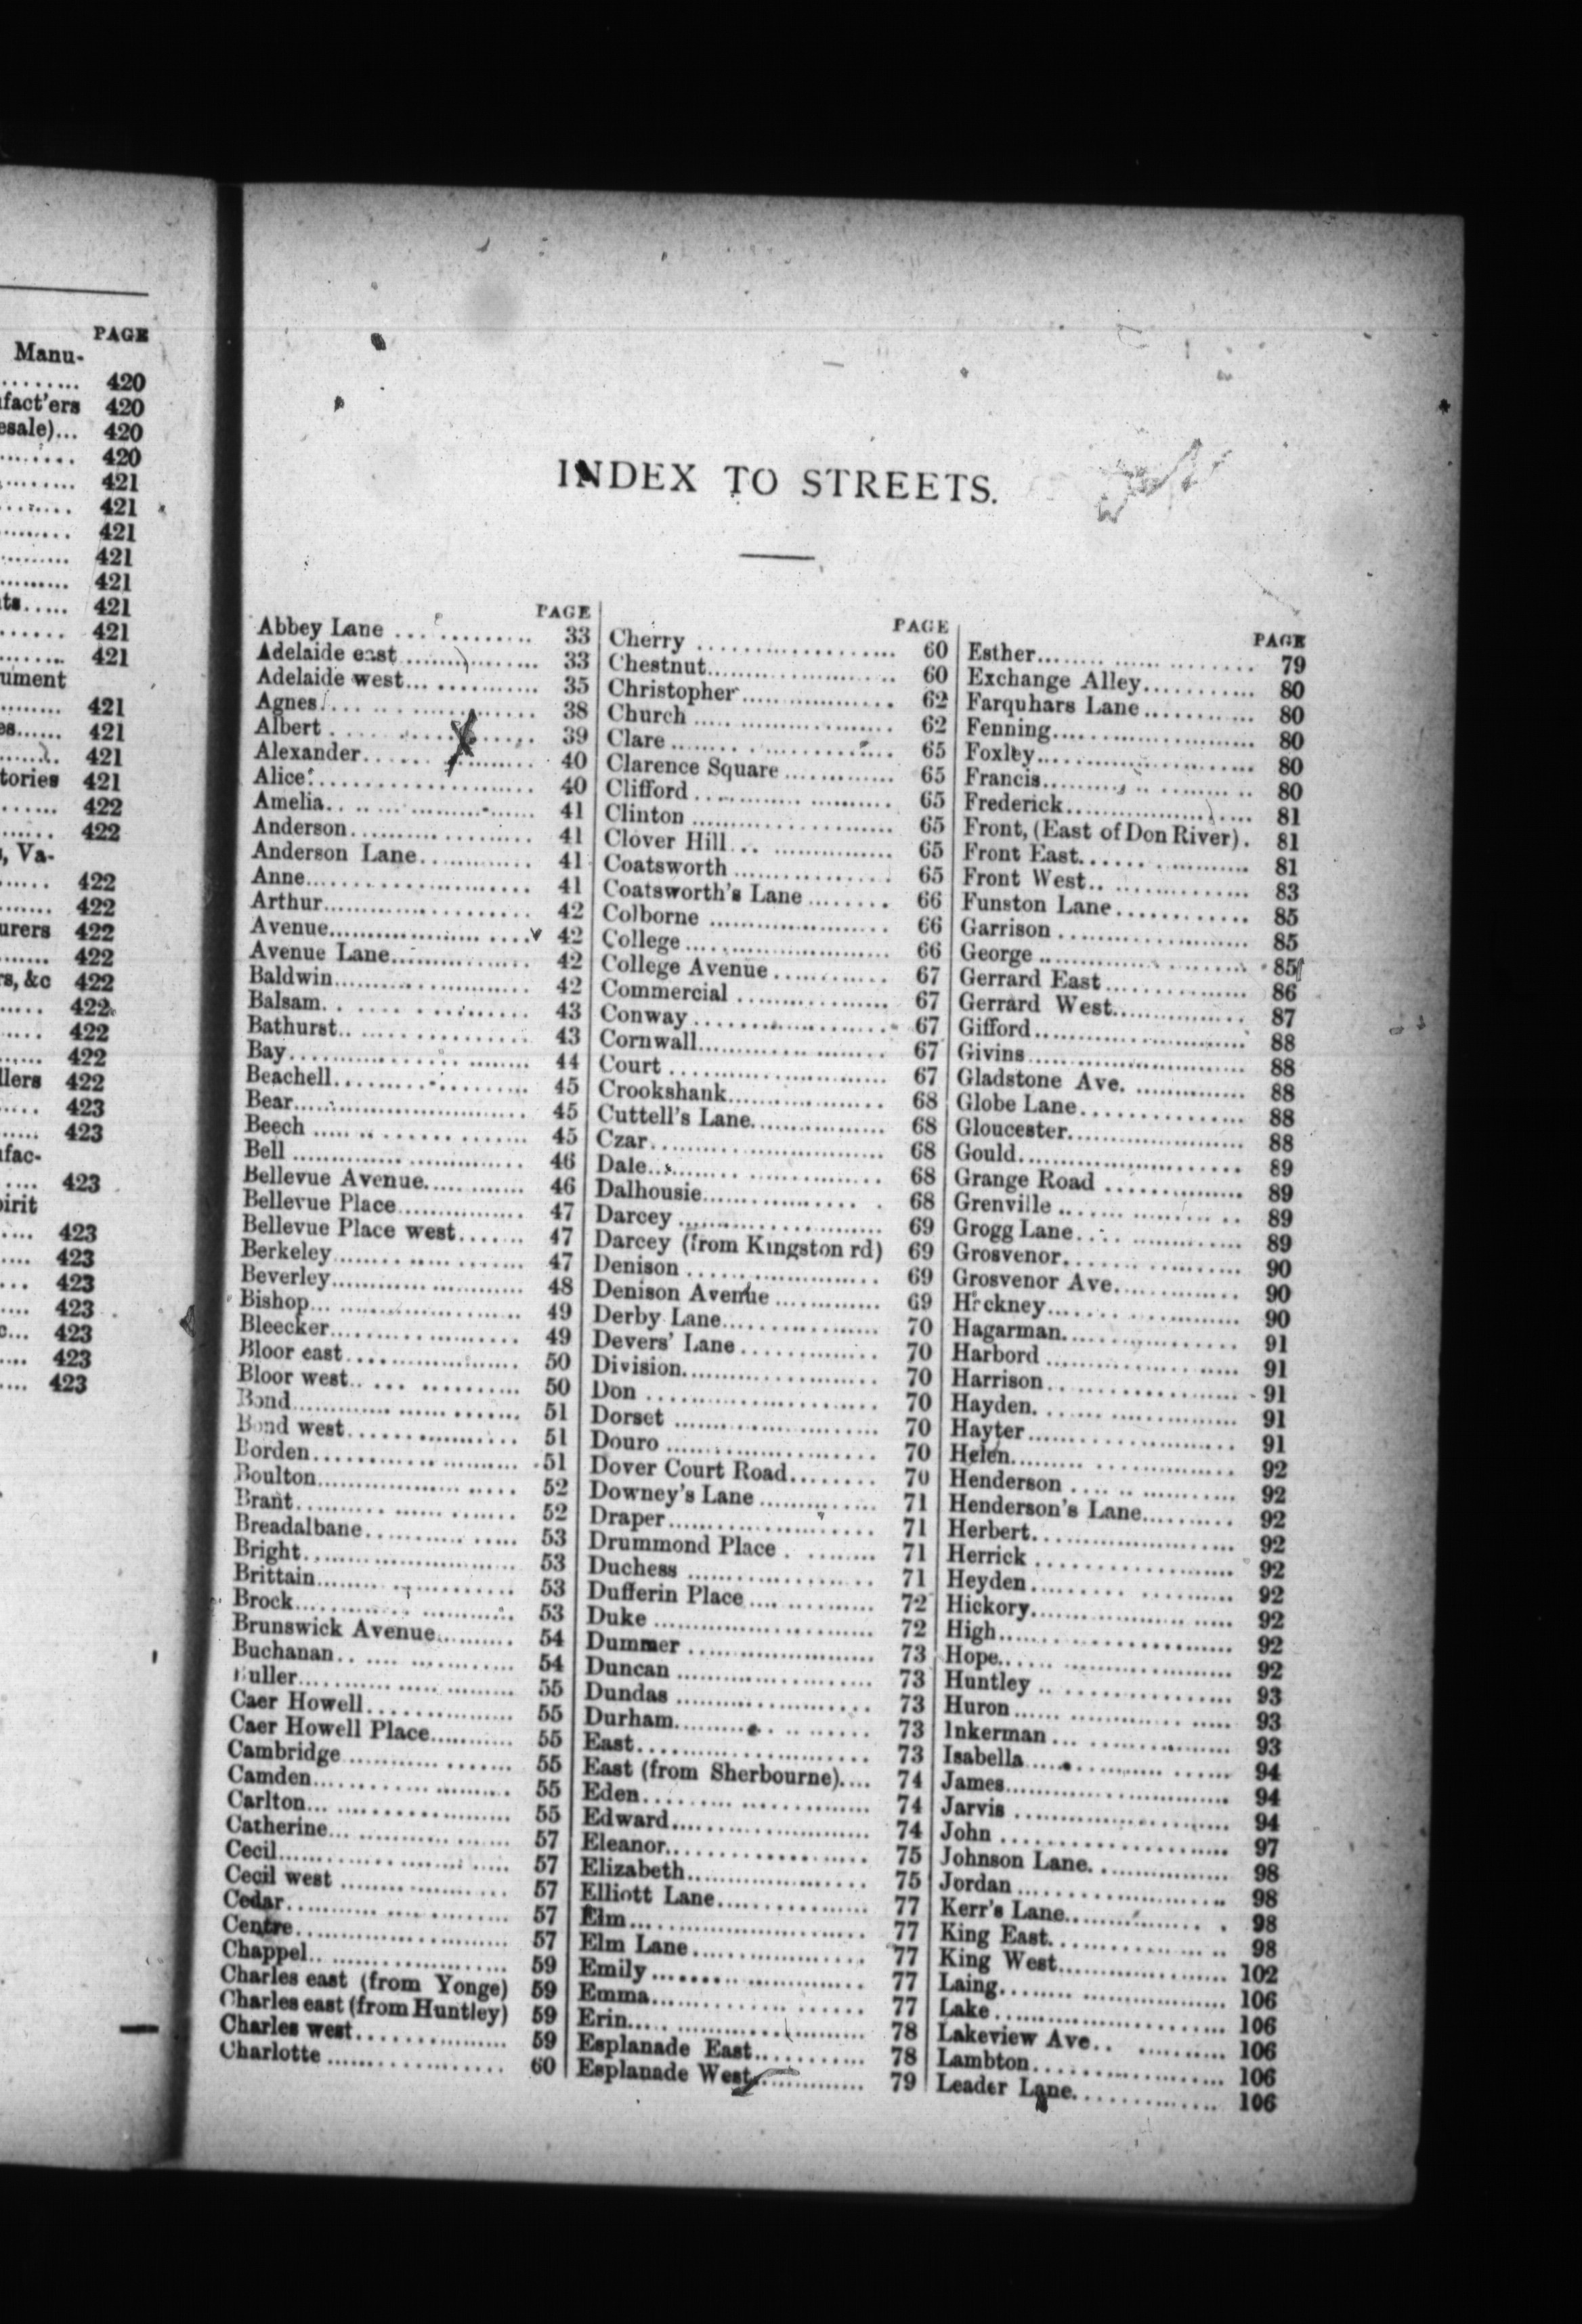 PAGE
Manu-
........ 420
fact'ers 420
esale)... 420
........ 420
........ 421
........ 421
........ 421
........ 421
........ 421
ts..... 421
...... 421
....... 421
ument
........ 421
es...... 421
........ 421
tories 421
....... 422
....... 422
, Va-
...... 422
....... 422
urers 422
....... 422
rs, &c 422
..... 422
..... 422
...... 422
llers 422
.... 423
..... 423
fac-
.... 423
pirit
.... 423
.... 423
... 423
.... 423
c... 423
.... 423
.... 423
INDEX TO STREETS.
PAGE
Abbey Lane ............ 33
Adelaide east ............ 33
Adelaide west ............ 35
Agnes ............ 38
Albert ............ 39
Alexander ............ 40
Alice ............ 40
Amelia ............ 41
Anderson ............ 41
Anderson Lane ............ 41
Anne ............ 41
Arthur ............ 42
Avenue ............ 42
Avenue Lane ............ 42
Baldwin ............ 42
Balsam ............ 43
Bathurst ............ 43
Bay ............ 44
Beachell ............ 45
Bear ............ 45
Beech ............ 45
Bell ............ 46
Bellevue Avenue ............ 46
Bellevue Place ............ 47
Bellevue Place west ....... 47
Berkeley ............ 47
Beverley ............ 48
Bishop ............ 49
Bleecker ............ 49
Bloor east ............ 50
Bloor west ............ 50
Bond ............ 51
Bond west ............ 51
Borden ............ 51
Boulton ............ 52
Brant ............ 52
Breadalbane ............ 53
Bright ............ 53
Brittain ............ 53
Brock ............ 53
Brunswick Avenue .......... 54
Buchanan ............ 54
Buller ............ 55
Caer Howell ............ 55
Caer Howell Place ............ 55
Cambridge ............ 55
Camden ............ 55
Carlton ............ 55
Catherine ............ 57
Cecil ............ 57
Cecil west ............ 57
Cedar ............ 57
Centre ............ 57
Chappel ............ 59
Charles east (from Yonge) 59
Charles east (from Huntley) 59
Charles west ............ 59
Charlotte ............ 60
PAGE
Cherry ............ 60
Chestnut ............ 60
Christopher ............ 62
Church ............ 62
Clare ............ 65
Clarence Square ............ 65
Clifford ............ 65
Clinton ............ 65
Clover Hill ............ 65
Coatsworth ............ 65
Coatsworth's Lane ........ 66
Colborne ............ 66
College ............ 66
College Avenue ............ 67
Commercial ............ 67
Conway ............ 67
Cornwall ............ 67
Court ............ 67
Crookshank ............ 68
Cuttell's Lane ............ 68
Czar ............ 68
Dale ............ 68
Dalhousie ............ 68
Darcey ............ 69
Darcey (from Kingston rd) 69
Denison ............ 69
Denison Avenue ............ 69
Derby Lane ............ 70
Devers' Lane ............ 70
Division ............ 70
Don ............ 70
Dorset ............ 70
Douro ............ 70
Dover Court Road ........ 70
Downey's Lane ............ 71
Draper ............ 71
Drummond Place ............ 71
Duchess ............ 71
Dufferin Place ............ 72
Duke ............ 72
Dummer ............ 73
Duncan ............ 73
Dundas ............ 73
Durham ............ 73
East ............ 73
East (from Sherbourne) .... 74
Eden ............ 74
Edward ............ 74
Eleanor ............ 75
Elizabeth ............ 75
Elliott Lane ............ 77
Elm ............ 77
Elm Lane ............ 77
Emily ............ 77
Emma ............ 77
Erin ............ 78
Esplanade East ............ 78
Esplanade West ............ 79
PAGE
Esther ............ 79
Exchange Alley ............ 80
Farquhars Lane ............ 80
Fenning ............ 80
Foxley ............ 80
Francis ............ 80
Frederick ............ 81
Front, (East of Don River). 81
Front East ............ 81
Front West ............ 83
Funston Lane ............ 85
Garrison ............ 85
George ............ 85
Gerrard East ............ 86
Gerrard West ............ 87
Gifford ............ 88
Givins ............ 88
Gladstone Ave. ............ 88
Globe Lane ............ 88
Gloucester ............ 88
Gould ............ 89
Grange Road ............ 89
Grenville ............ 89
Grogg Lane ............ 89
Grosvenor ............ 90
Grosvenor Ave ............ 90
Hackney ............ 90
Hagarman ............ 91
Harbord ............ 91
Harrison ............ 91
Hayden ............ 91
Hayter ............ 91
Helen ............ 92
Henderson ............ 92
Henderson's Lane .......... 92
Herbert ............ 92
Herrick ............ 92
Heyden ............ 92
Hickory ............ 92
High ............ 92
Hope ............ 92
Huntley ............ 93
Huron ............ 93
Inkerman ............ 93
Isabella ............ 94
James ............ 94
Jarvis ............ 94
John ............ 97
Johnson Lane ............ 98
Jordan ............ 98
Kerr's Lane ............ 98
King East ............ 98
King West ............ 102
Laing ............ 106
Lake ............ 106
Lakeview Ave ............ 106
Lambton ............ 106
Leader Lane ............ 106